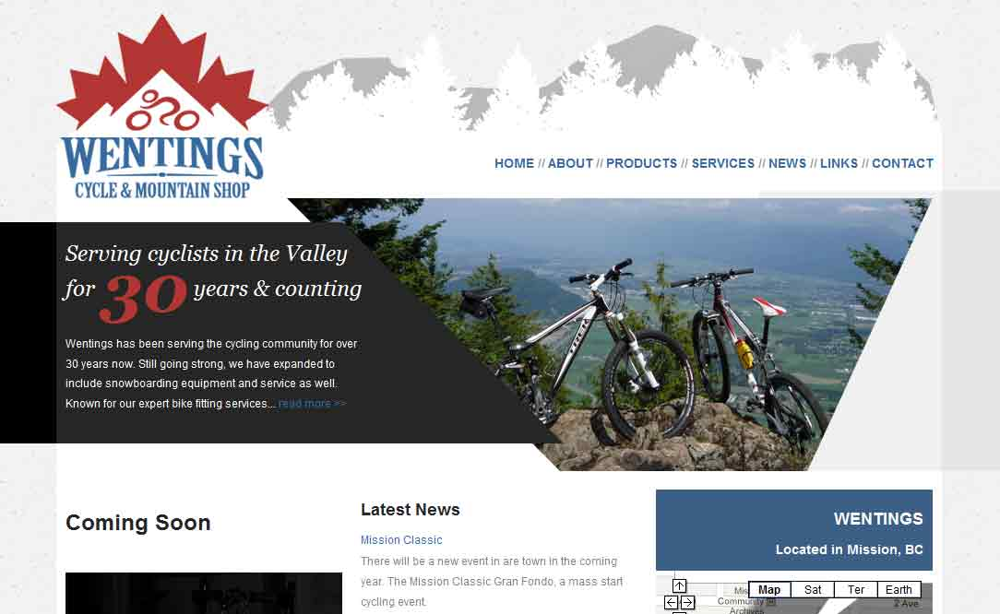 WENTINGS
CYCLE & MOUNTAIN SHOP
HOME // ABOUT // PRODUCTS // SERVICES // NEWS // LINKS // CONTACT
Serving cyclists in the Valley
for 30 years & counting
Wentings has been serving the cycling community for over
30 years now. Still going strong, we have expanded to
include snowboarding equipment and service as well.
Known for our expert bike fitting services... read more >>
TREK
Coming Soon
Latest News
Mission Classic
There will be a new event in are town in the coming
year. The Mission Classic Gran Fondo, a mass start
cycling event.
WENTINGS
Located in Mission, BC
Map
Sat
Ter
Earth
Mis
Community
Archives
2 Ave